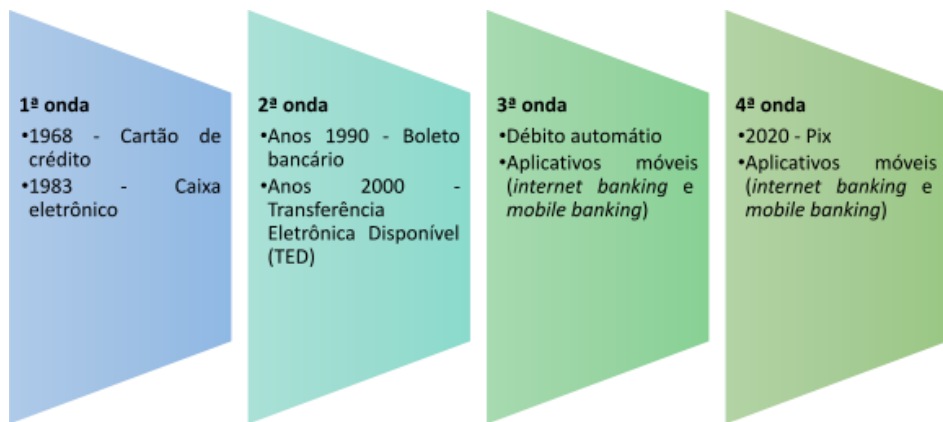 1ª onda
•1968 - Cartão de
crédito
•1983 - Caixa
eletrônico
2ª onda
•Anos 1990 - Boleto
bancário
•Anos 2000 -
Transferência
Eletrônica Disponível
(TED)
3ª onda
•Débito automátio
•Aplicativos móveis
(internet banking e
mobile banking)
4ª onda
•2020 - Pix
•Aplicativos móveis
(internet banking e
mobile banking)